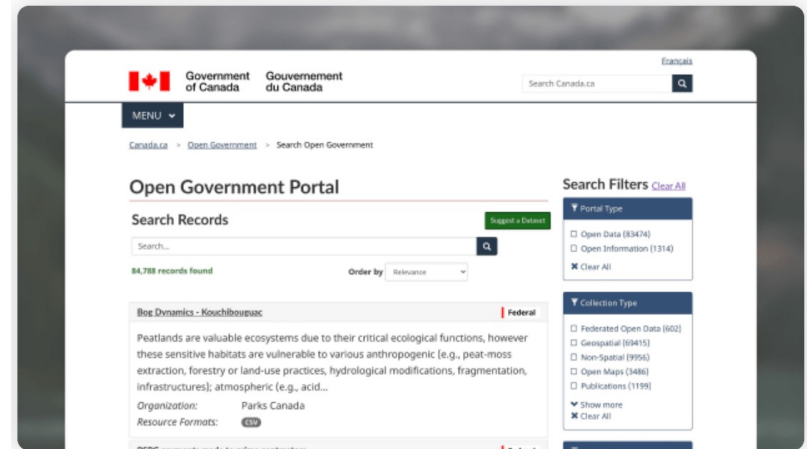 Français
Government of Canada
Gouvernement du Canada
Search Canada.ca
MENU
Canada.ca > Open Government > Search Open Government
Open Government Portal
Search Records
Suggest a Dataset
Search...
84,788 records found
Order by Relevance
Bog Dynamics - Kouchibouguac
Federal
Peatlands are valuable ecosystems due to their critical ecological functions, however
these sensitive habitats are vulnerable to various anthropogenic (e.g., peat-moss
extraction, forestry or land-use practices, hydrological modifications, fragmentation,
infrastructures); atmospheric (e.g., acid...
Organization: Parks Canada
Resource Formats: CSV
Search Filters Clear All
Portal Type
Open Data (83474)
Open Information (1314)
Clear All
Collection Type
Federated Open Data (602)
Geospatial (69415)
Non-Spatial (9956)
Open Maps (3486)
Publications (1199)
Show more
Clear All